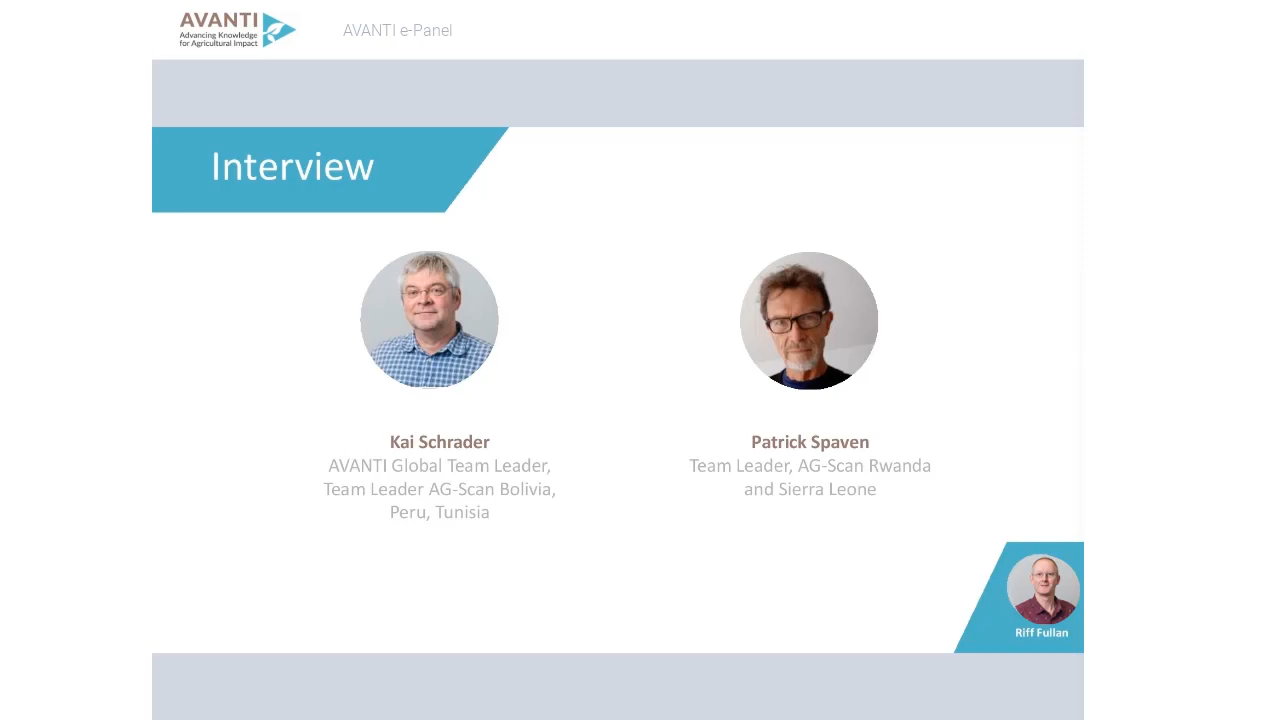 AVANTI
Advancing Knowledge
for Agricultural Impact
AVANTI e-Panel
Interview
Kai Schrader
AVANTI Global Team Leader,
Team Leader AG-Scan Bolivia,
Peru, Tunisia
Patrick Spaven
Team Leader, AG-Scan Rwanda
and Sierra Leone
Riff Fullan